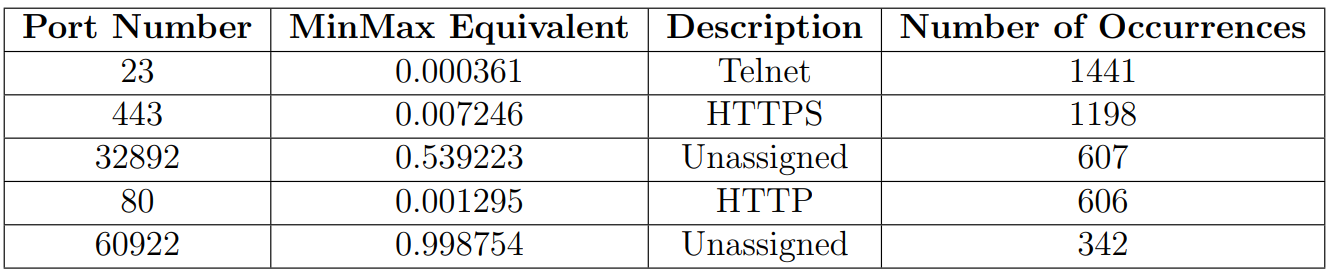 Port Number MinMax Equivalent Description Number of Occurrences
23 0.000361 Telnet 1441
443 0.007246 HTTPS 1198
32892 0.539223 Unassigned 607
80 0.001295 HTTP 606
60922 0.998754 Unassigned 342